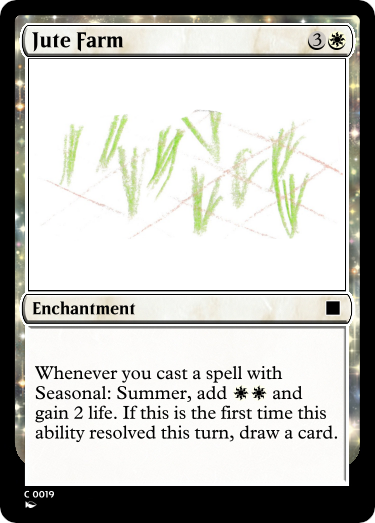 Jute Farm 3
Enchantment
Whenever you cast a spell with
Seasonal: Summer, add and
gain 2 life. If this is the first time this
ability resolved this turn, draw a card.
C 0019